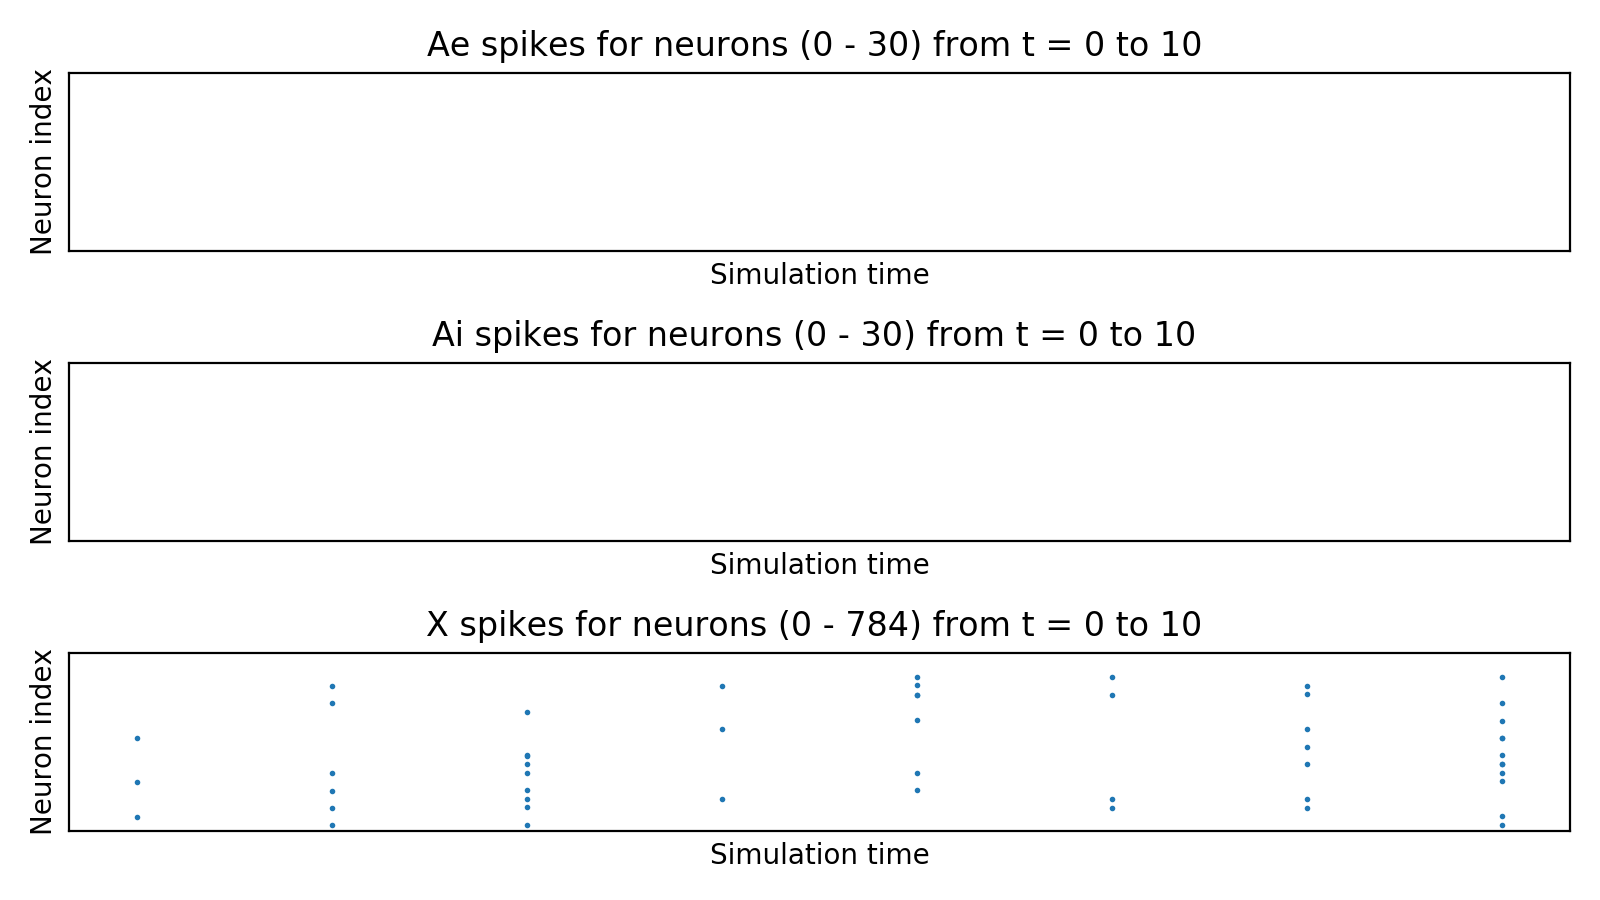 Ae spikes for neurons (0 - 30) from t = 0 to 10
Neuron index
Simulation time
Ai spikes for neurons (0 - 30) from t = 0 to 10
Neuron index
Simulation time
X spikes for neurons (0 - 784) from t = 0 to 10
Neuron index
Simulation time